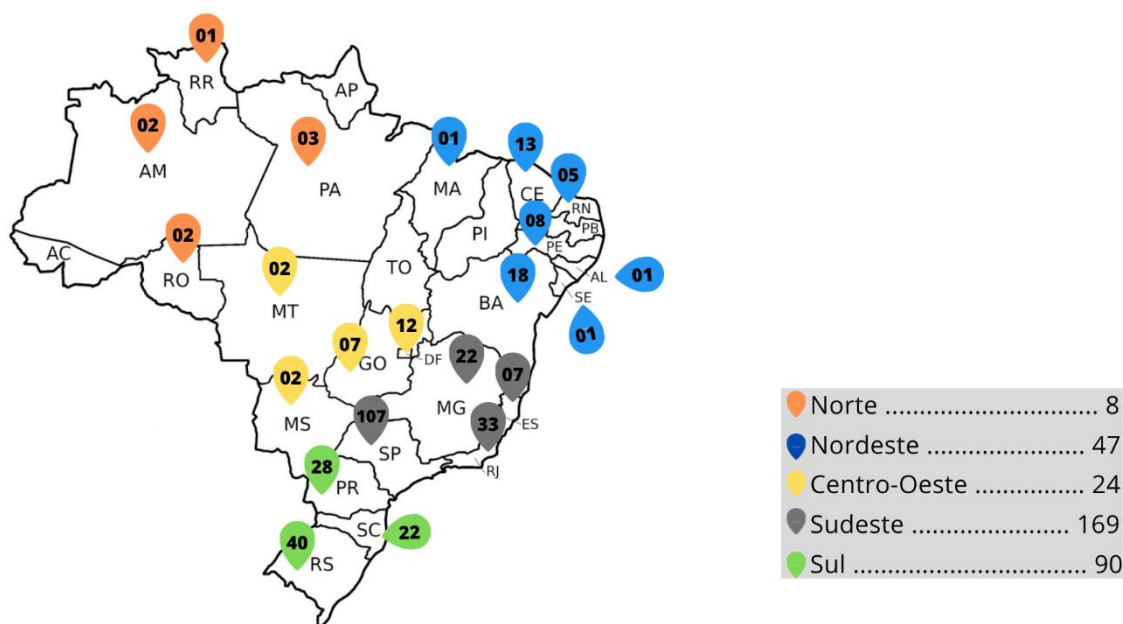 01
RR
AP
02
03
01
13
AM
PA
MA
CE
05
RN
08
PI
PB
02
PE
AC
RO
02
TO
18
AL
01
MT
BA
SE
12
01
07
GO
DF
22
02
07
MS
MG
107
33
ES
SP
RJ
28
PR
SC
22
40
RS
Norte .................................. 8
Nordeste ........................... 47
Centro-Oeste ................ 24
Sudeste ......................... 169
Sul ...................................... 90